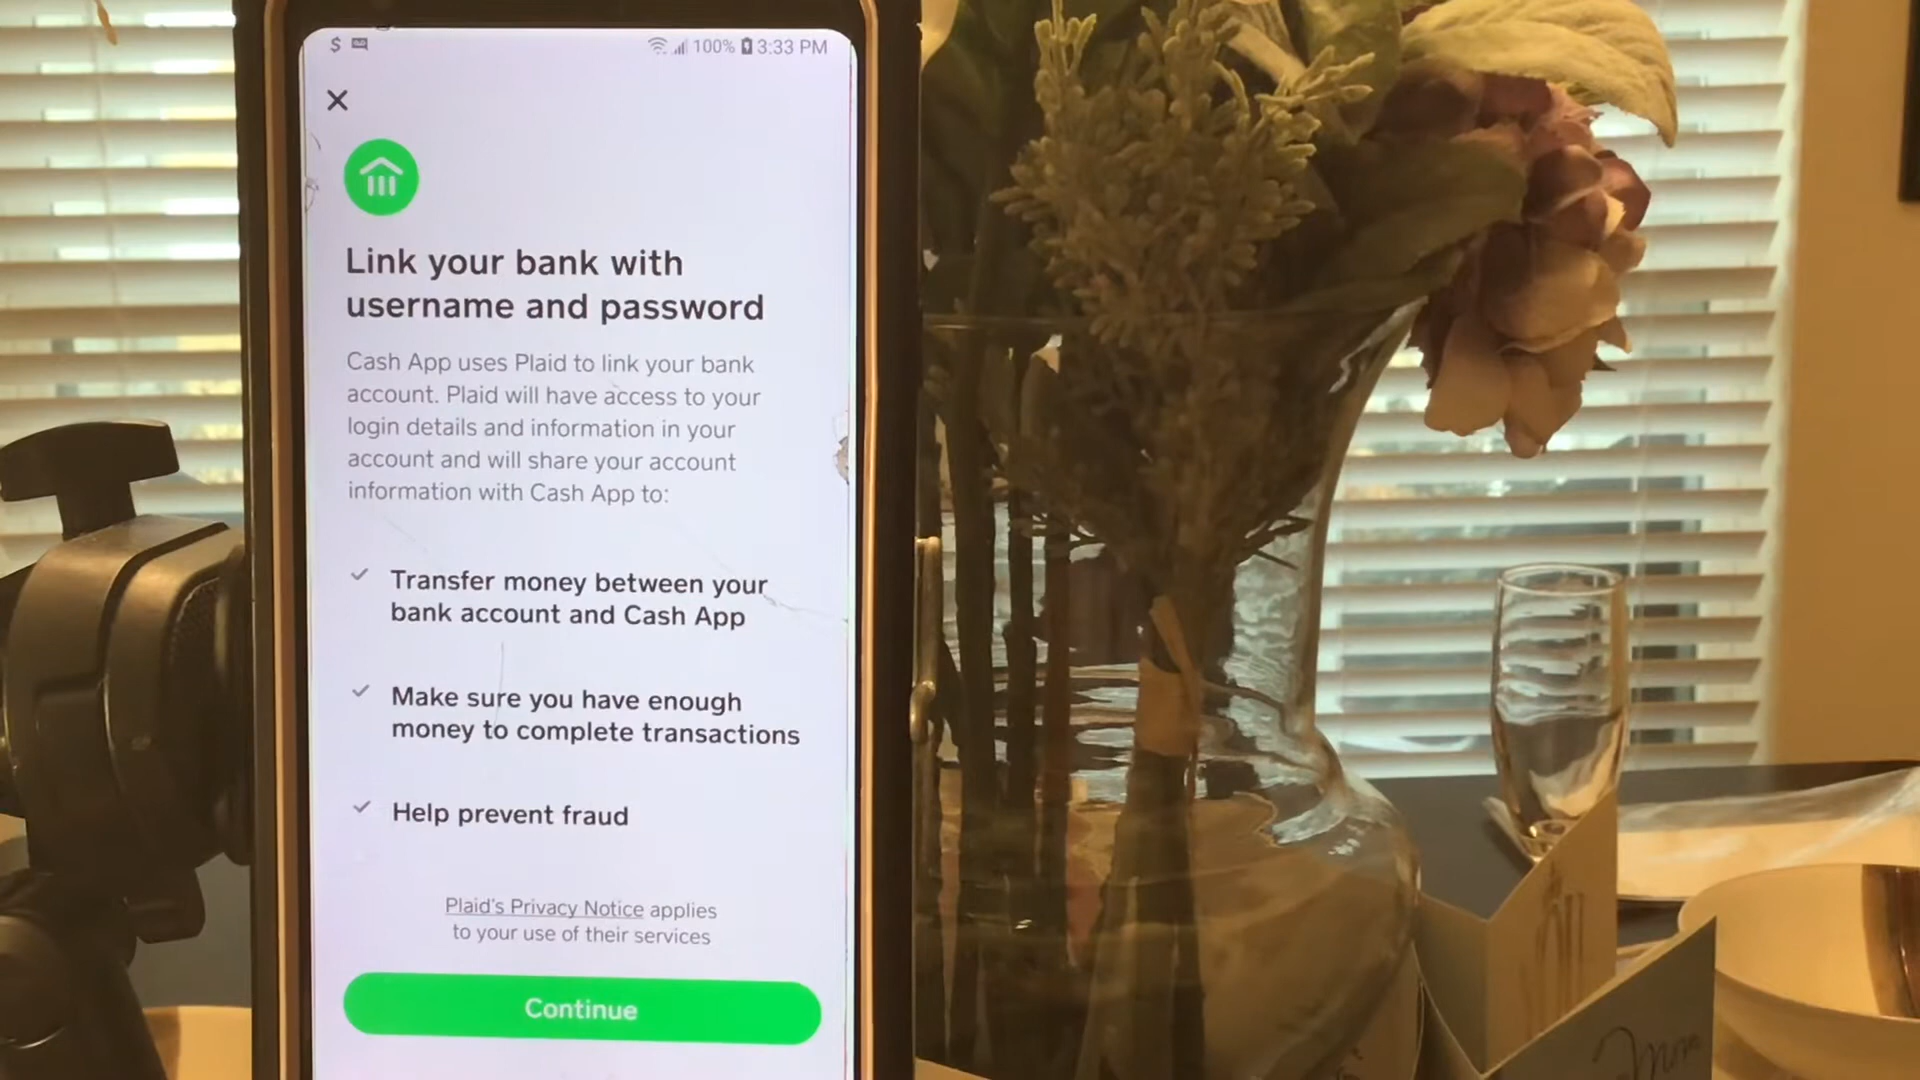 $ 100% 3:33 PM
Link your bank with
username and password
Cash App uses Plaid to link your bank
account. Plaid will have access to your
login details and information in your
account and will share your account
information with Cash App to:
Transfer money between your
bank account and Cash App
Make sure you have enough
money to complete transactions
Help prevent fraud
Plaid's Privacy Notice applies
to your use of their services
Continue
Mom